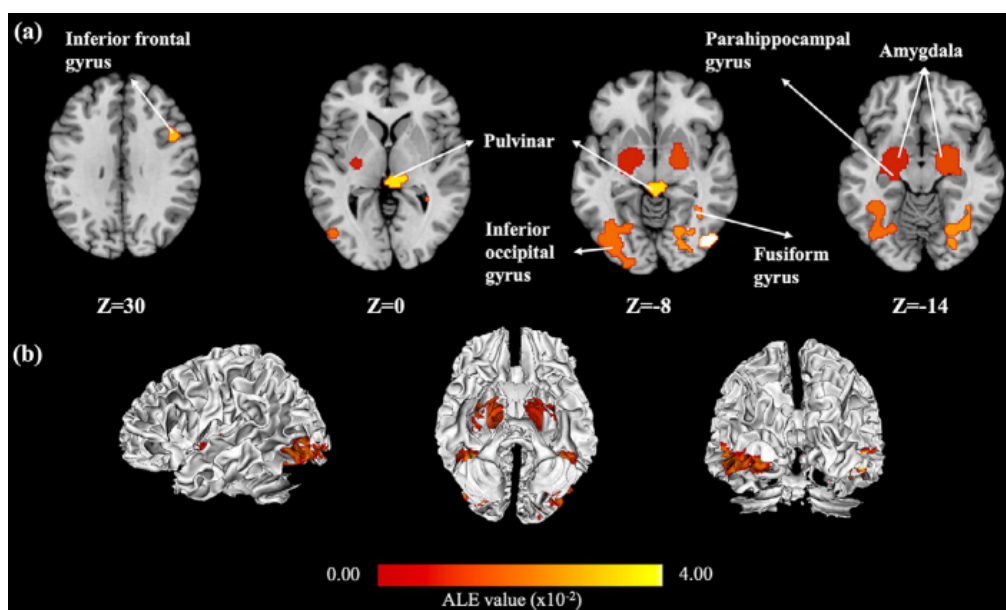 (a)
Inferior frontal
gyrus
Parahippocampal
gyrus
Amygdala
Pulvinar
Inferior
occipital
gyrus
Fusiform
gyrus
Z=30
Z=0
Z=-8
Z=-14
(b)
0.00
4.00
ALE value (x10⁻²)